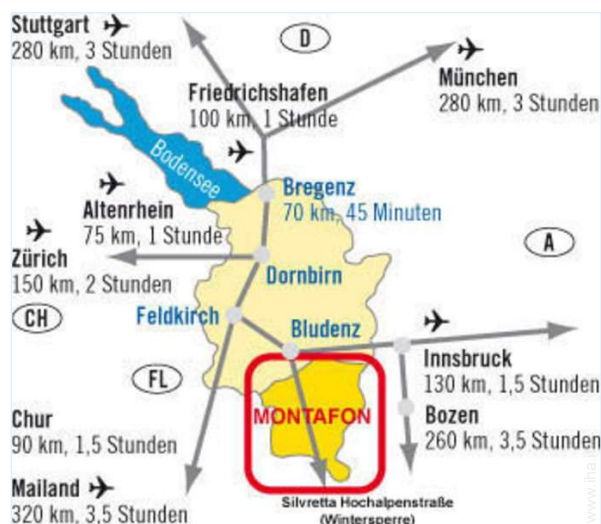 Stuttgart
280 km, 3 Stunden
D
München
280 km, 3 Stunden
Friedrichshafen
100 km, 1 Stunde
Bodensee
Bregenz
70 km, 45 Minuten
Altenrhein
75 km, 1 Stunde
A
Zürich
150 km, 2 Stunden
Dornbirn
CH
Feldkirch
Bludenz
Innsbruck
130 km, 1,5 Stunden
FL
Bozen
260 km, 3,5 Stunden
MONTAFON
Chur
90 km, 1,5 Stunden
Mailand
320 km, 3,5 Stunden
Silvretta Hochalpenstraße
(Wintersperre)